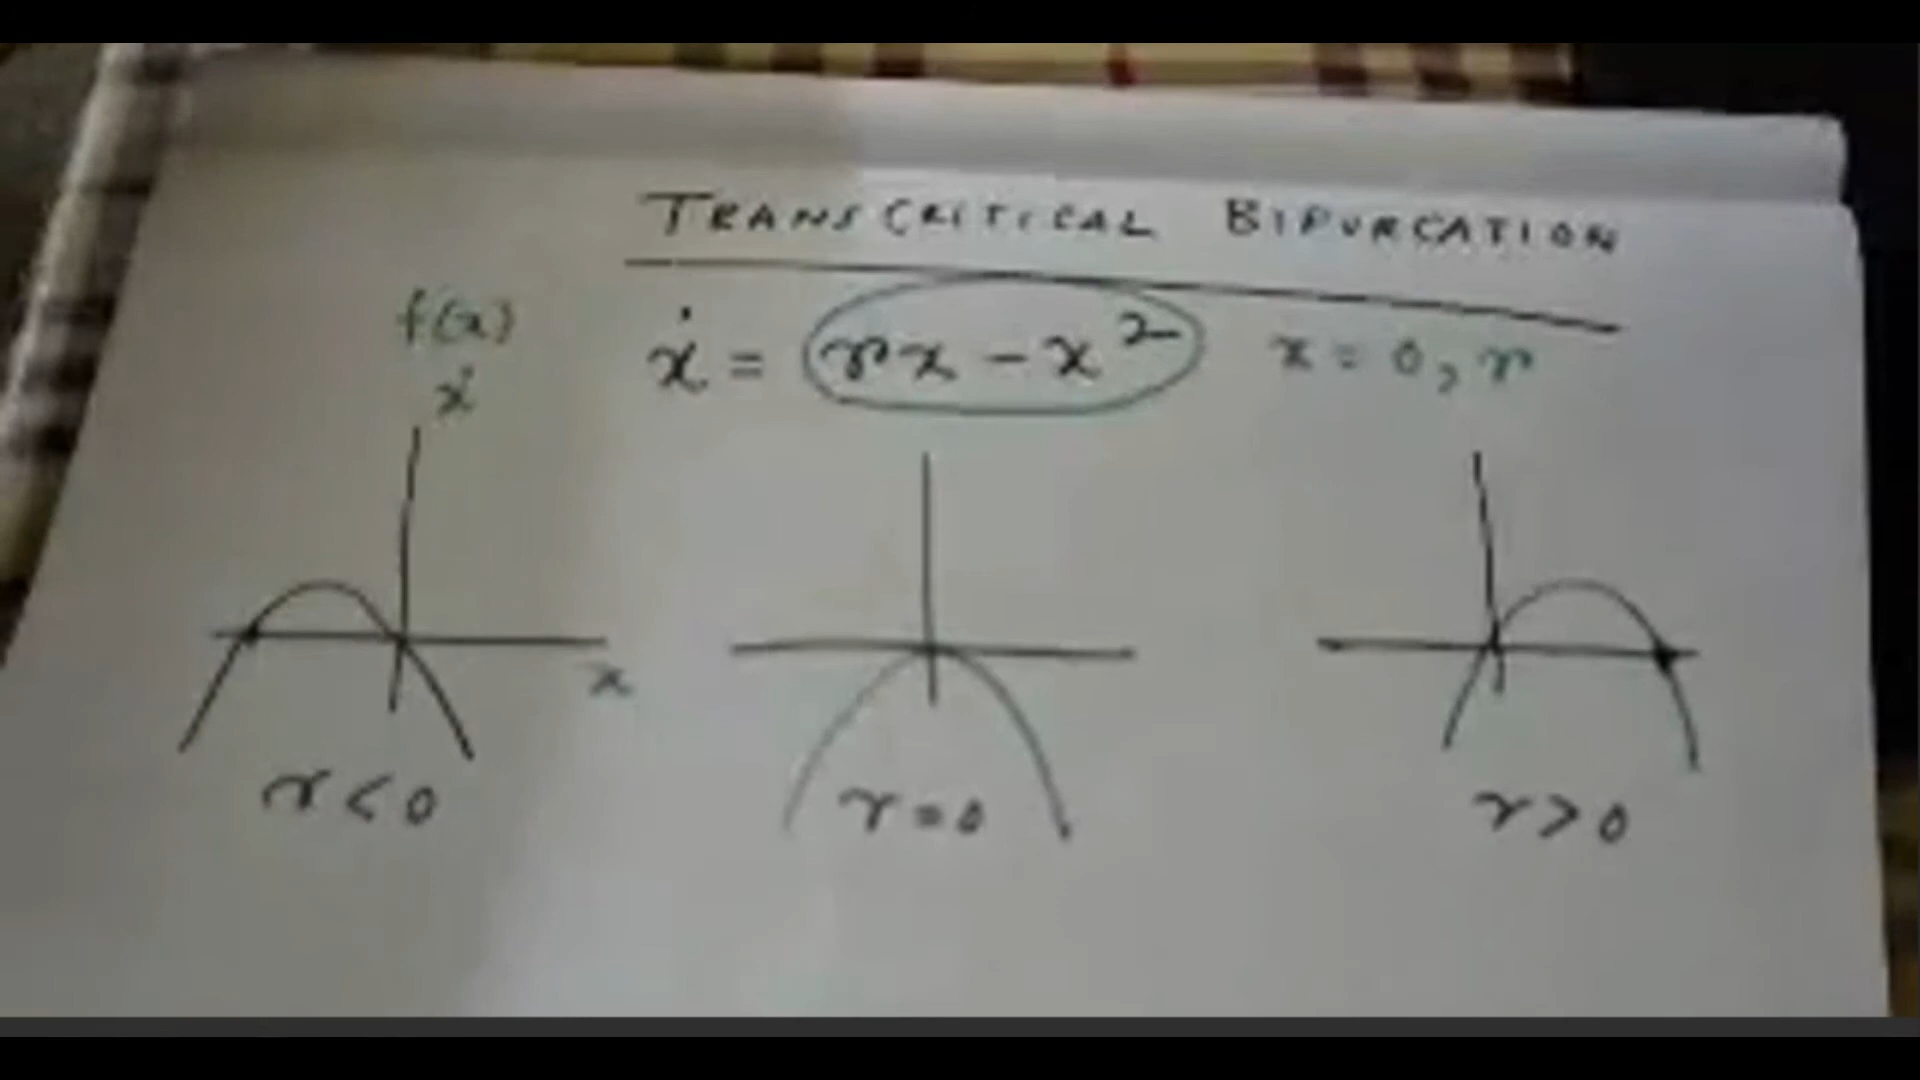 TRANSCRITICAL BIFURCATION
f(x)
ẋ = rx - x² x = 0, r
ẋ
x
r < 0 r = 0 r > 0